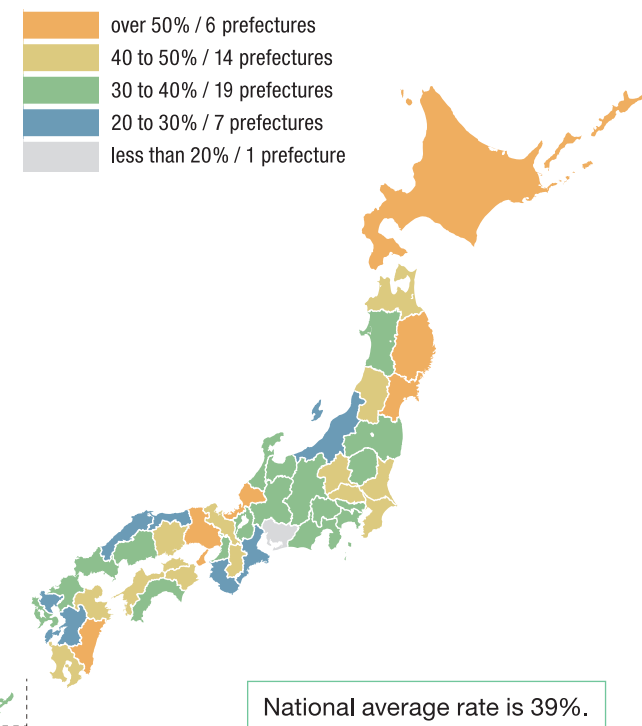 over 50% / 6 prefectures
40 to 50% / 14 prefectures
30 to 40% / 19 prefectures
20 to 30% / 7 prefectures
less than 20% / 1 prefecture
National average rate is 39%.